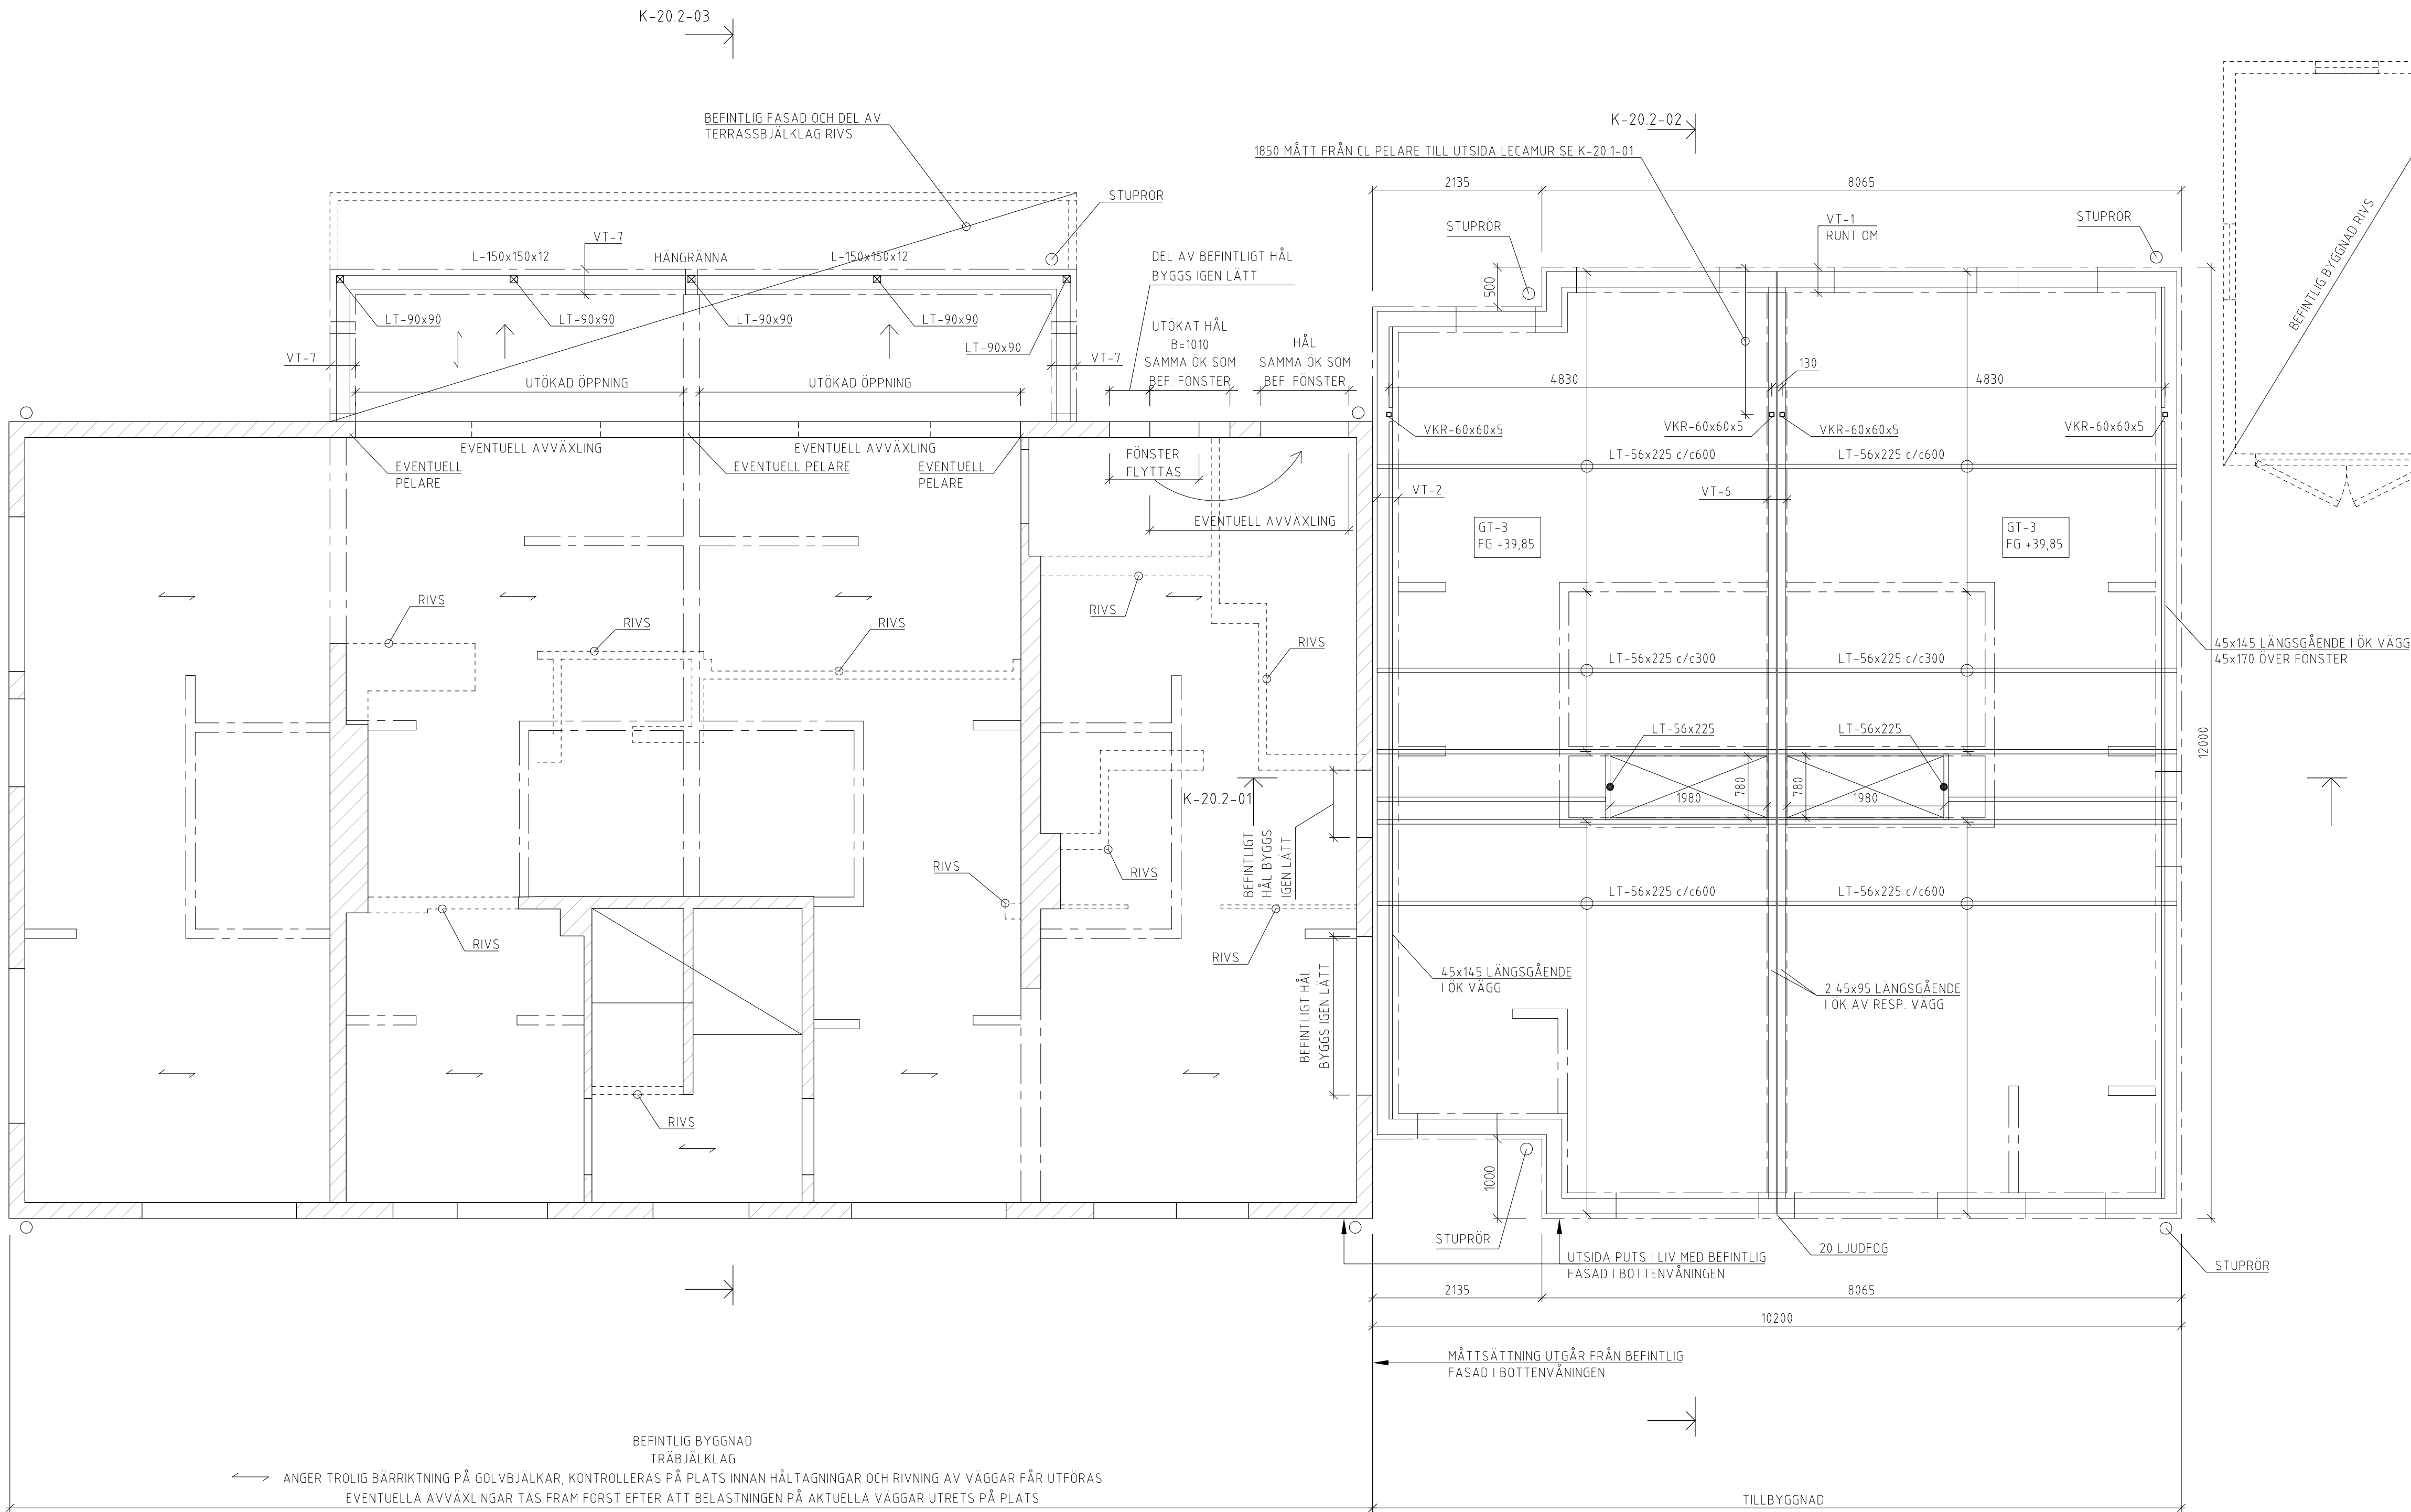 K-20.2-03
BEFINTLIG FASAD OCH DEL AV
TERRASSBJÄLKLAG RIVS
K-20.2-02
1850 MÅTT FRÅN CL PELARE TILL UTSIDA LECAMUR SE K-20.1-01
2135
8065
STUPRÖR
STUPRÖR
VT-1
RUNT OM
STUPRÖR
BEFINTLIG BYGGNAD RIVS
VT-7
L-150x150x12
HÄNGRÄNNA
L-150x150x12
DEL AV BEFINTLIGT HÅL
BYGGS IGEN LÄTT
500
LT-90x90
LT-90x90
LT-90x90
LT-90x90
LT-90x90
VT-7
VT-7
UTÖKAT HÅL
B=1010
SAMMA ÖK SOM
BEF. FÖNSTER
HÅL
SAMMA ÖK SOM
BEF. FÖNSTER
UTÖKAD ÖPPNING
UTÖKAD ÖPPNING
130
4830
4830
VKR-60x60x5
VKR-60x60x5
VKR-60x60x5
VKR-60x60x5
EVENTUELL AVVÄXLING
EVENTUELL AVVÄXLING
EVENTUELL
PELARE
EVENTUELL PELARE
EVENTUELL
PELARE
FÖNSTER
FLYTTAS
LT-56x225 c/c600
LT-56x225 c/c600
VT-2
VT-6
EVENTUELL AVVÄXLING
GT-3
FG +39,85
GT-3
FG +39,85
RIVS
RIVS
RIVS
RIVS
RIVS
45x145 LÄNGSGÅENDE I ÖK VÄGG
45x170 ÖVER FÖNSTER
LT-56x225 c/c300
LT-56x225 c/c300
LT-56x225
LT-56x225
12000
K-20.2-01
780
780
1980
1980
BEFINTLIGT
HÅL BYGGS
IGEN LÄTT
RIVS
RIVS
LT-56x225 c/c600
LT-56x225 c/c600
RIVS
RIVS
BEFINTLIGT HÅL
BYGGS IGEN LÄTT
45x145 LÄNGSGÅENDE
I ÖK VÄGG
2 45x95 LÄNGSGÅENDE
I ÖK AV RESP. VÄGG
RIVS
1000
STUPRÖR
20 LJUDFOG
UTSIDA PUTS I LIV MED BEFINTLIG
FASAD I BOTTENVÅNINGEN
STUPRÖR
2135
8065
10200
MÅTTSÄTTNING UTGÅR FRÅN BEFINTLIG
FASAD I BOTTENVÅNINGEN
BEFINTLIG BYGGNAD
TRÄBJÄLKLAG
ANGER TROLIG BÄRRIKTNING PÅ GOLVBJÄLKAR, KONTROLLERAS PÅ PLATS INNAN HÅLTAGNINGAR OCH RIVNING AV VÄGGAR FÅR UTFÖRAS
EVENTUELLA AVVÄXLINGAR TAS FRAM FÖRST EFTER ATT BELASTNINGEN PÅ AKTUELLA VÄGGAR UTRETS PÅ PLATS
TILLBYGGNAD